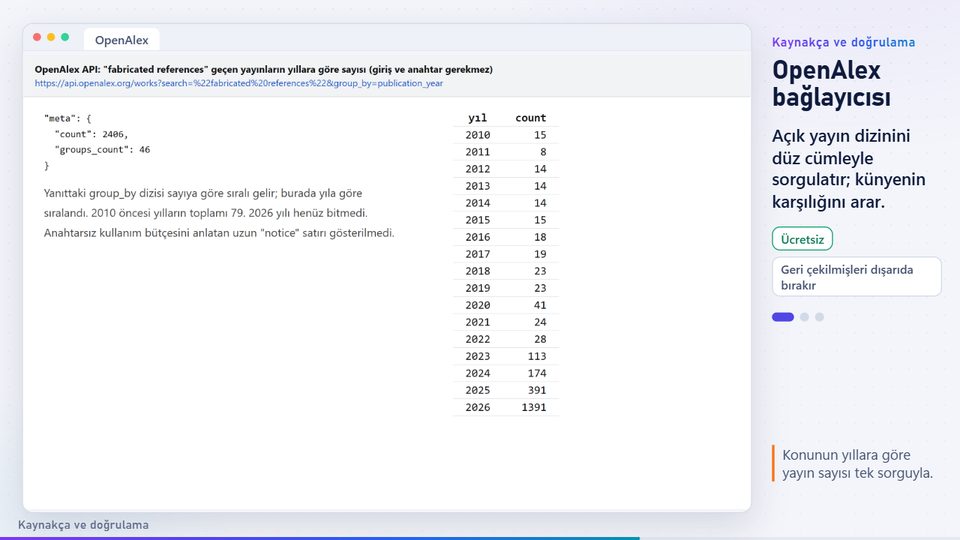 OpenAlex
OpenAlex API: "fabricated references" geçen yayınların yıllara göre sayısı (giriş ve anahtar gerekmez)
https://api.openalex.org/works?search=%22fabricated%20references%22&group_by=publication_year
"meta": {
"count": 2406,
"groups_count": 46
}
Yanıttaki group_by dizisi sayıya göre sıralı gelir; burada yıla göre
sıralandı. 2010 öncesi yılların toplamı 79. 2026 yılı henüz bitmedi.
Anahtarsız kullanım bütçesini anlatan uzun "notice" satırı gösterilmedi.
yıl count
2010 15
2011 8
2012 14
2013 14
2014 14
2015 15
2016 18
2017 19
2018 23
2019 23
2020 41
2021 24
2022 28
2023 113
2024 174
2025 391
2026 1391
Kaynakça ve doğrulama
OpenAlex
bağlayıcısı
Açık yayın dizinini
düz cümleyle
sorgulatır; künyenin
karşılığını arar.
Ücretsiz
Geri çekilmişleri dışarıda
bırakır
Konunun yıllara göre
yayın sayısı tek sorguyla.
Kaynakça ve doğrulama